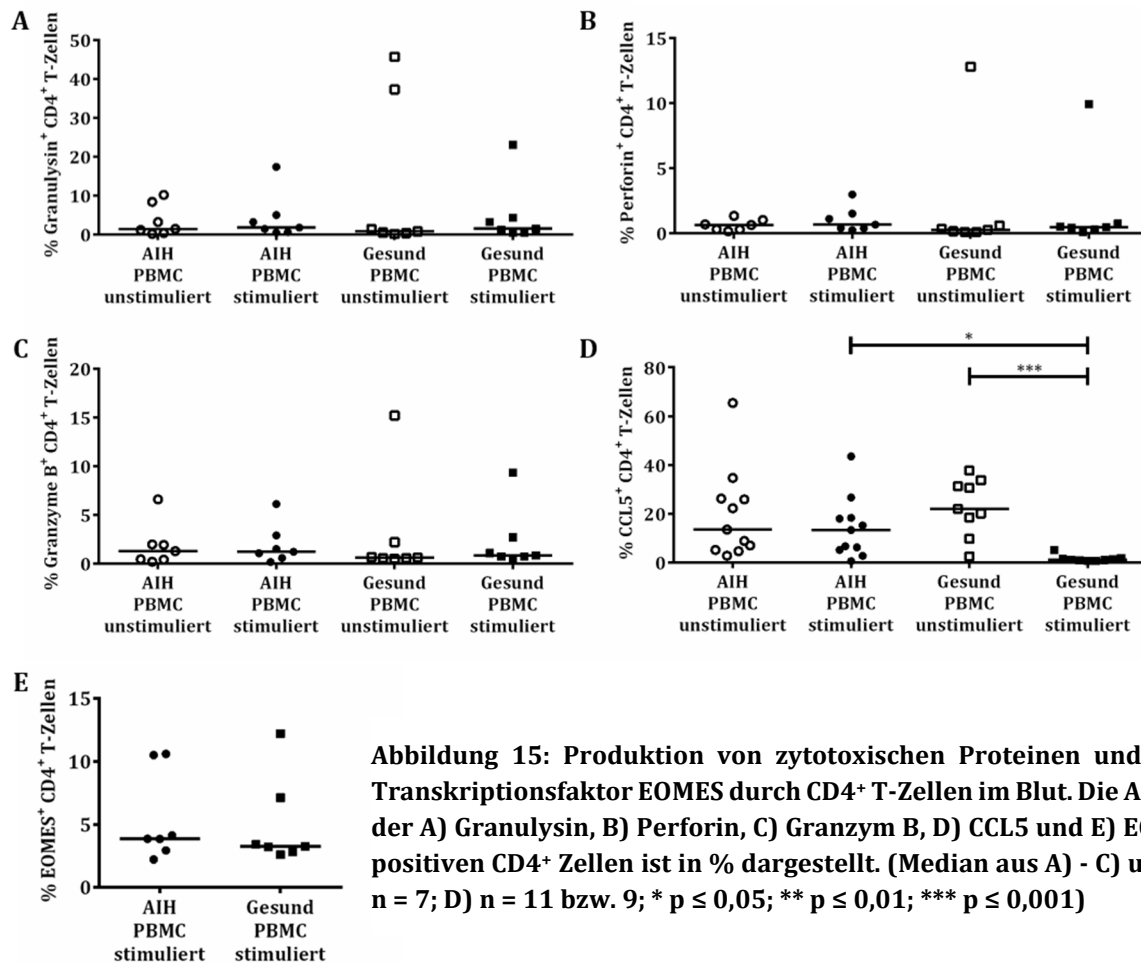 A
% Granulysin⁺ CD4⁺ T-Zellen
50
40
30
20
10
0
AIH
PBMC
unstimuliert
AIH
PBMC
stimuliert
Gesund
PBMC
unstimuliert
Gesund
PBMC
stimuliert
B
% Perforin⁺ CD4⁺ T-Zellen
15
10
5
0
AIH
PBMC
unstimuliert
AIH
PBMC
stimuliert
Gesund
PBMC
unstimuliert
Gesund
PBMC
stimuliert
C
% Granzyme B⁺ CD4⁺ T-Zellen
20
15
10
5
0
AIH
PBMC
unstimuliert
AIH
PBMC
stimuliert
Gesund
PBMC
unstimuliert
Gesund
PBMC
stimuliert
D
*
***
% CCL5⁺ CD4⁺ T-Zellen
80
60
40
20
0
AIH
PBMC
unstimuliert
AIH
PBMC
stimuliert
Gesund
PBMC
unstimuliert
Gesund
PBMC
stimuliert
E
% EOMES⁺ CD4⁺ T-Zellen
15
10
5
0
AIH
PBMC
stimuliert
Gesund
PBMC
stimuliert
Abbildung 15: Produktion von zytotoxischen Proteinen und
Transkriptionsfaktor EOMES durch CD4⁺ T-Zellen im Blut. Die A
der A) Granulysin, B) Perforin, C) Granzym B, D) CCL5 und E) E
positiven CD4⁺ Zellen ist in % dargestellt. (Median aus A) - C) u
n = 7; D) n = 11 bzw. 9; * p ≤ 0,05; ** p ≤ 0,01; *** p ≤ 0,001)